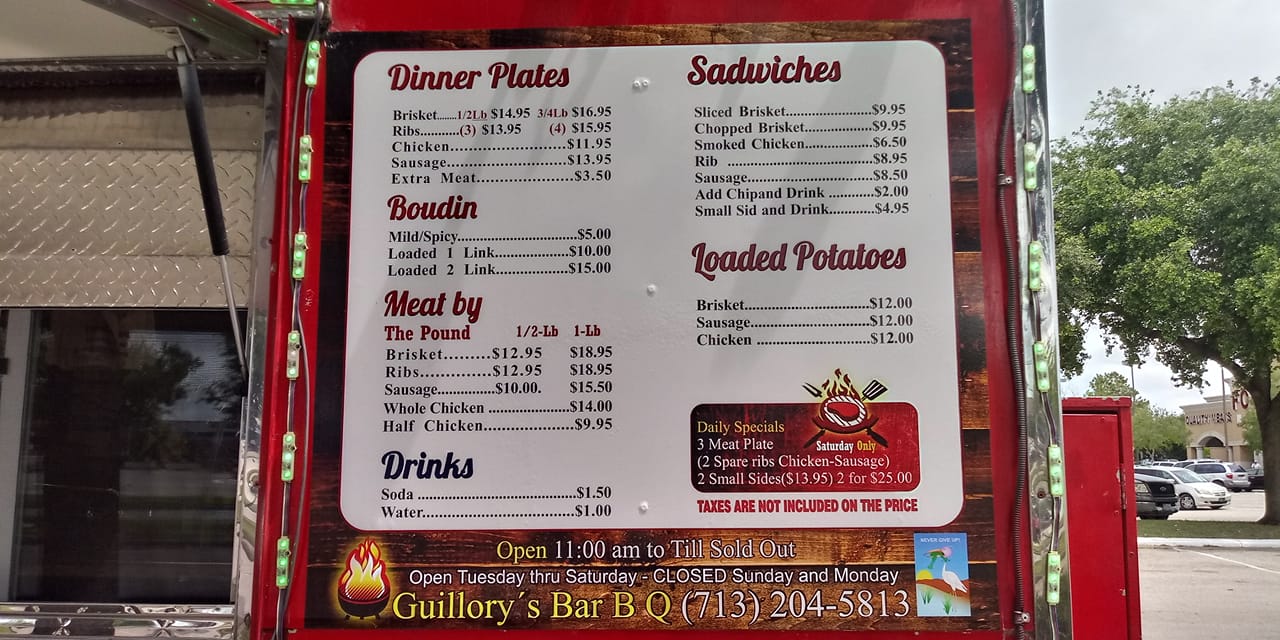 Dinner Plates
Brisket.......1/2Lb $14.95 3/4Lb $16.95
Ribs...........(3) $13.95 (4) $15.95
Chicken..............................$11.95
Sausage..............................$13.95
Extra Meat........................$3.50
Boudin
Mild/Spicy..............................$5.00
Loaded 1 Link...................$10.00
Loaded 2 Link...................$15.00
Meat by
The Pound 1/2-Lb 1-Lb
Brisket.........$12.95 $18.95
Ribs............$12.95 $18.95
Sausage..............$10.00. $15.50
Whole Chicken .....................$14.00
Half Chicken.......................$9.95
Drinks
Soda ........................................$1.50
Water.......................................$1.00
Sadwiches
Sliced Brisket......................$9.95
Chopped Brisket.................$9.95
Smoked Chicken.................$6.50
Rib ....................................$8.95
Sausage..............................$8.50
Add Chipand Drink ...........$2.00
Small Sid and Drink...........$4.95
Loaded Potatoes
Brisket...............................$12.00
Sausage..............................$12.00
Chicken ............................$12.00
Daily Specials
3 Meat Plate
Saturday Only
(2 Spare ribs Chicken-Sausage)
2 Small Sides($13.95) 2 for $25.00
TAXES ARE NOT INCLUDED ON THE PRICE
Open 11:00 am to Till Sold Out
Open Tuesday thru Saturday - CLOSED Sunday and Monday
Guillory´s Bar B Q (713) 204-5813
NEVER GIVE UP!